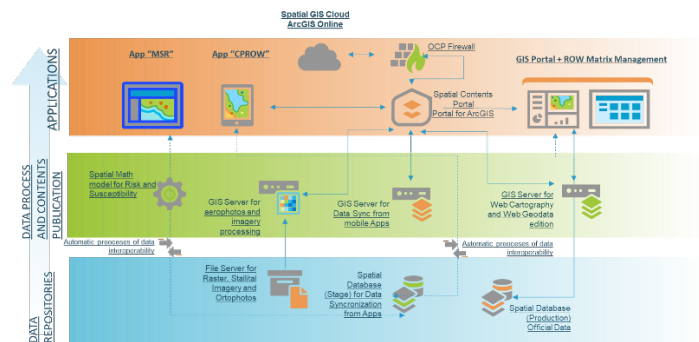 Spatial GIS Cloud
ArcGIS Online
App "MSR"
App "CPROW"
OCP Firewall
GIS Portal + ROW Matrix Management
Spatial Contents
Portal
Portal for ArcGIS
APPLICATIONS
Spatial Math
model for Risk and
Susceptibility
GIS Server for
aerophotos and
imagery
processing
GIS Server for
Data Sync from
mobile Apps
GIS Server for
Web Cartography
and Web Geodata
edition
DATA PROCESS
AND CONTENTS
PUBLICATION
Automatic preocesses of data
interoperability
Automatic preocesses of data
interoperability
File Server for
Raster, Stallital
Imagery and
Ortophotos
Spatial
Database
(Stage) for Data
Syncronization
from Apps
Spatial Database
(Production)
Official Data
DATA
REPOSITORIES